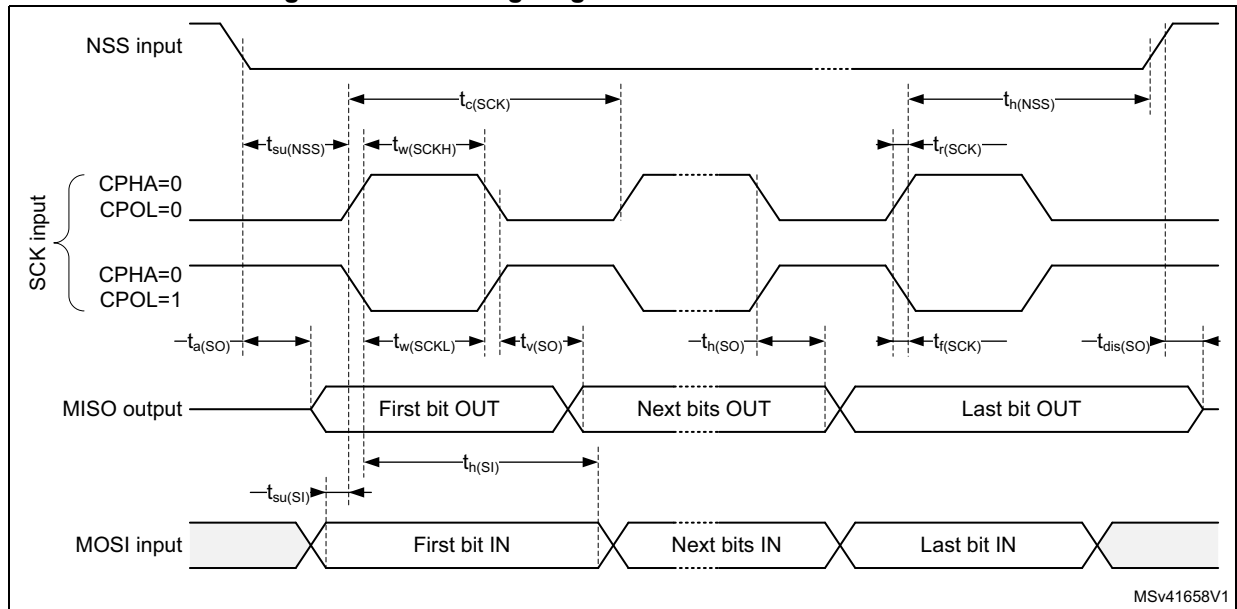 NSS input
tc(SCK)
th(NSS)
tsu(NSS)
tw(SCKH)
tr(SCK)
SCK input
CPHA=0
CPOL=0
CPHA=0
CPOL=1
ta(SO)
tw(SCKL)
tv(SO)
th(SO)
tf(SCK)
tdis(SO)
MISO output
First bit OUT
Next bits OUT
Last bit OUT
th(SI)
tsu(SI)
MOSI input
First bit IN
Next bits IN
Last bit IN
MSv41658V1